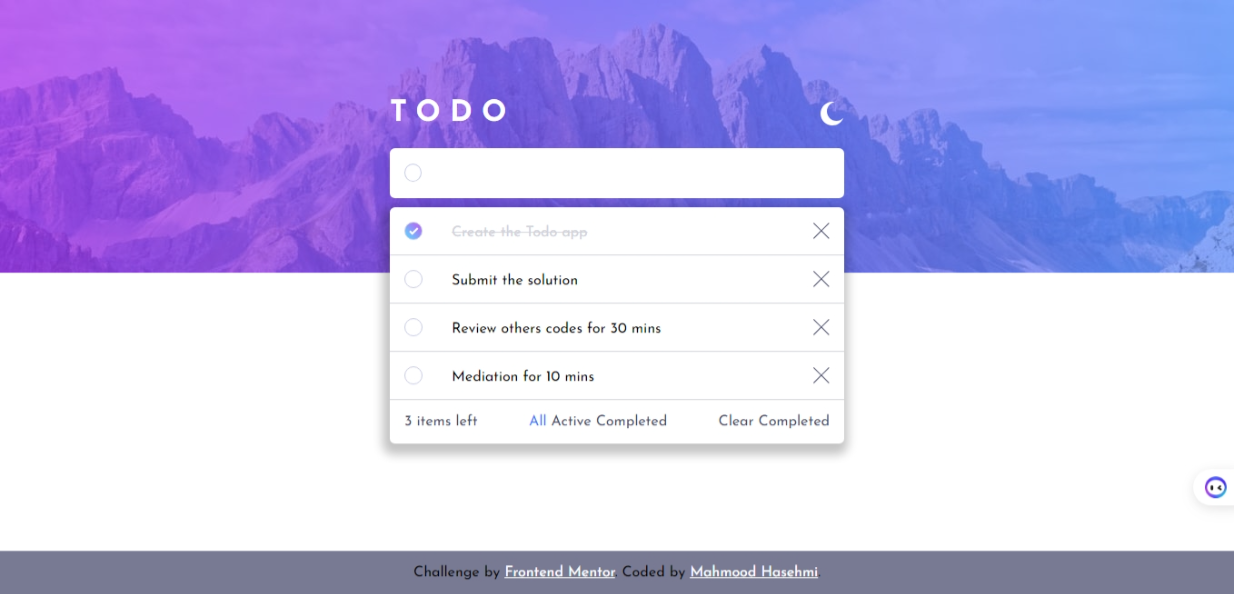 TODO
Create the Todo app
Submit the solution
Review others codes for 30 mins
Mediation for 10 mins
3 items left All Active Completed Clear Completed
Challenge by Frontend Mentor. Coded by Mahmood Hasehmi.